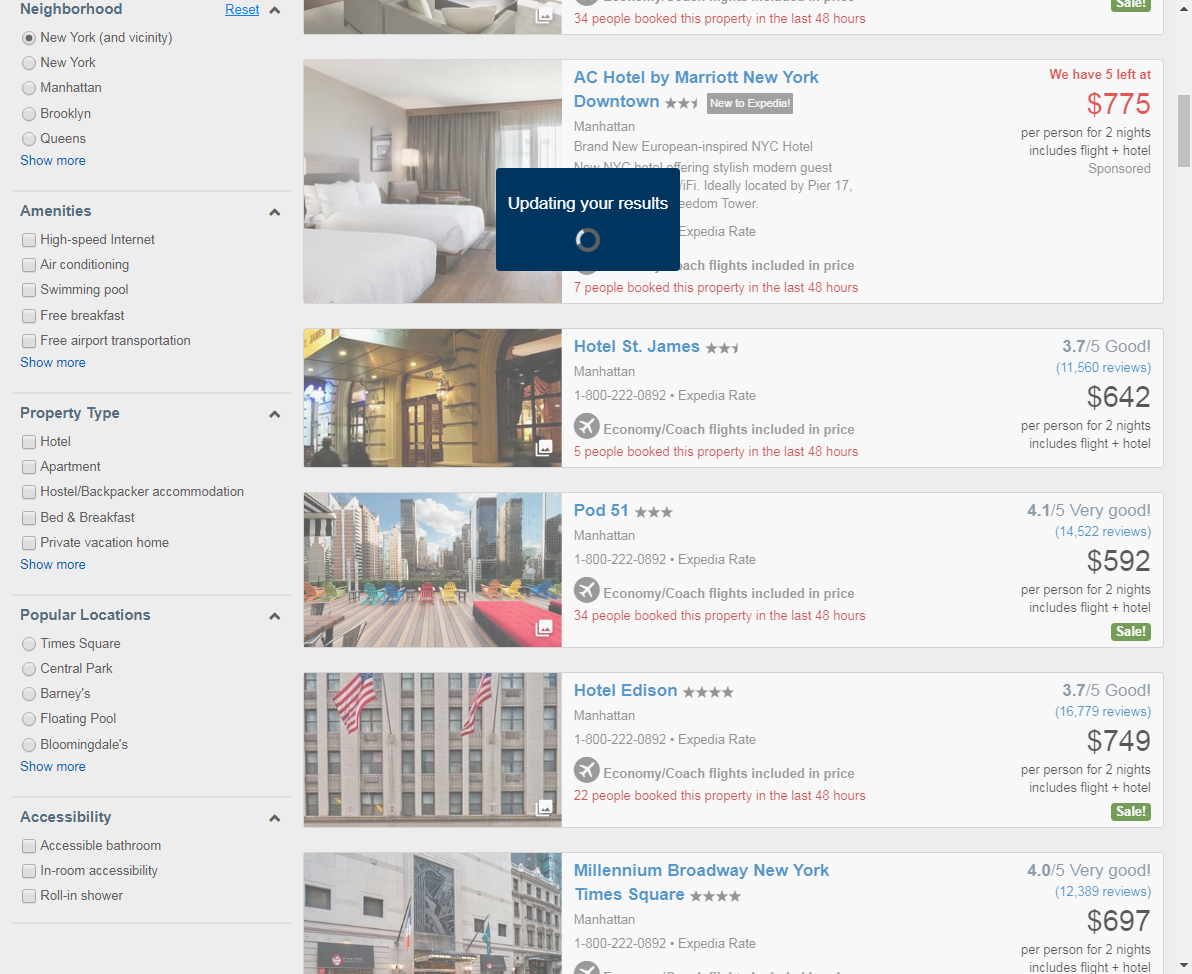 Neighborhood
Reset
New York (and vicinity)
New York
Manhattan
Brooklyn
Queens
Show more
Amenities
High-speed Internet
Air conditioning
Swimming pool
Free breakfast
Free airport transportation
Show more
Property Type
Hotel
Apartment
Hostel/Backpacker accommodation
Bed & Breakfast
Private vacation home
Show more
Popular Locations
Times Square
Central Park
Barney's
Floating Pool
Bloomingdale's
Show more
Accessibility
Accessible bathroom
In-room accessibility
Roll-in shower
34 people booked this property in the last 48 hours
Sale!
AC Hotel by Marriott New York
Downtown New to Expedia!
Manhattan
Brand New European-inspired NYC Hotel
New NYC hotel offering stylish modern guest
/iFi. Ideally located by Pier 17,
eedom Tower.
Expedia Rate
oach flights included in price
7 people booked this property in the last 48 hours
We have 5 left at
$775
per person for 2 nights
includes flight + hotel
Sponsored
Updating your results
Hotel St. James
Manhattan
1-800-222-0892 • Expedia Rate
Economy/Coach flights included in price
5 people booked this property in the last 48 hours
3.7/5 Good!
(11,560 reviews)
$642
per person for 2 nights
includes flight + hotel
Pod 51
Manhattan
1-800-222-0892 • Expedia Rate
Economy/Coach flights included in price
34 people booked this property in the last 48 hours
4.1/5 Very good!
(14,522 reviews)
$592
per person for 2 nights
includes flight + hotel
Sale!
Hotel Edison
Manhattan
1-800-222-0892 • Expedia Rate
Economy/Coach flights included in price
22 people booked this property in the last 48 hours
3.7/5 Good!
(16,779 reviews)
$749
per person for 2 nights
includes flight + hotel
Sale!
Millennium Broadway New York
Times Square
Manhattan
1-800-222-0892 • Expedia Rate
4.0/5 Very good!
(12,389 reviews)
$697
per person for 2 nights
includes flight + hotel